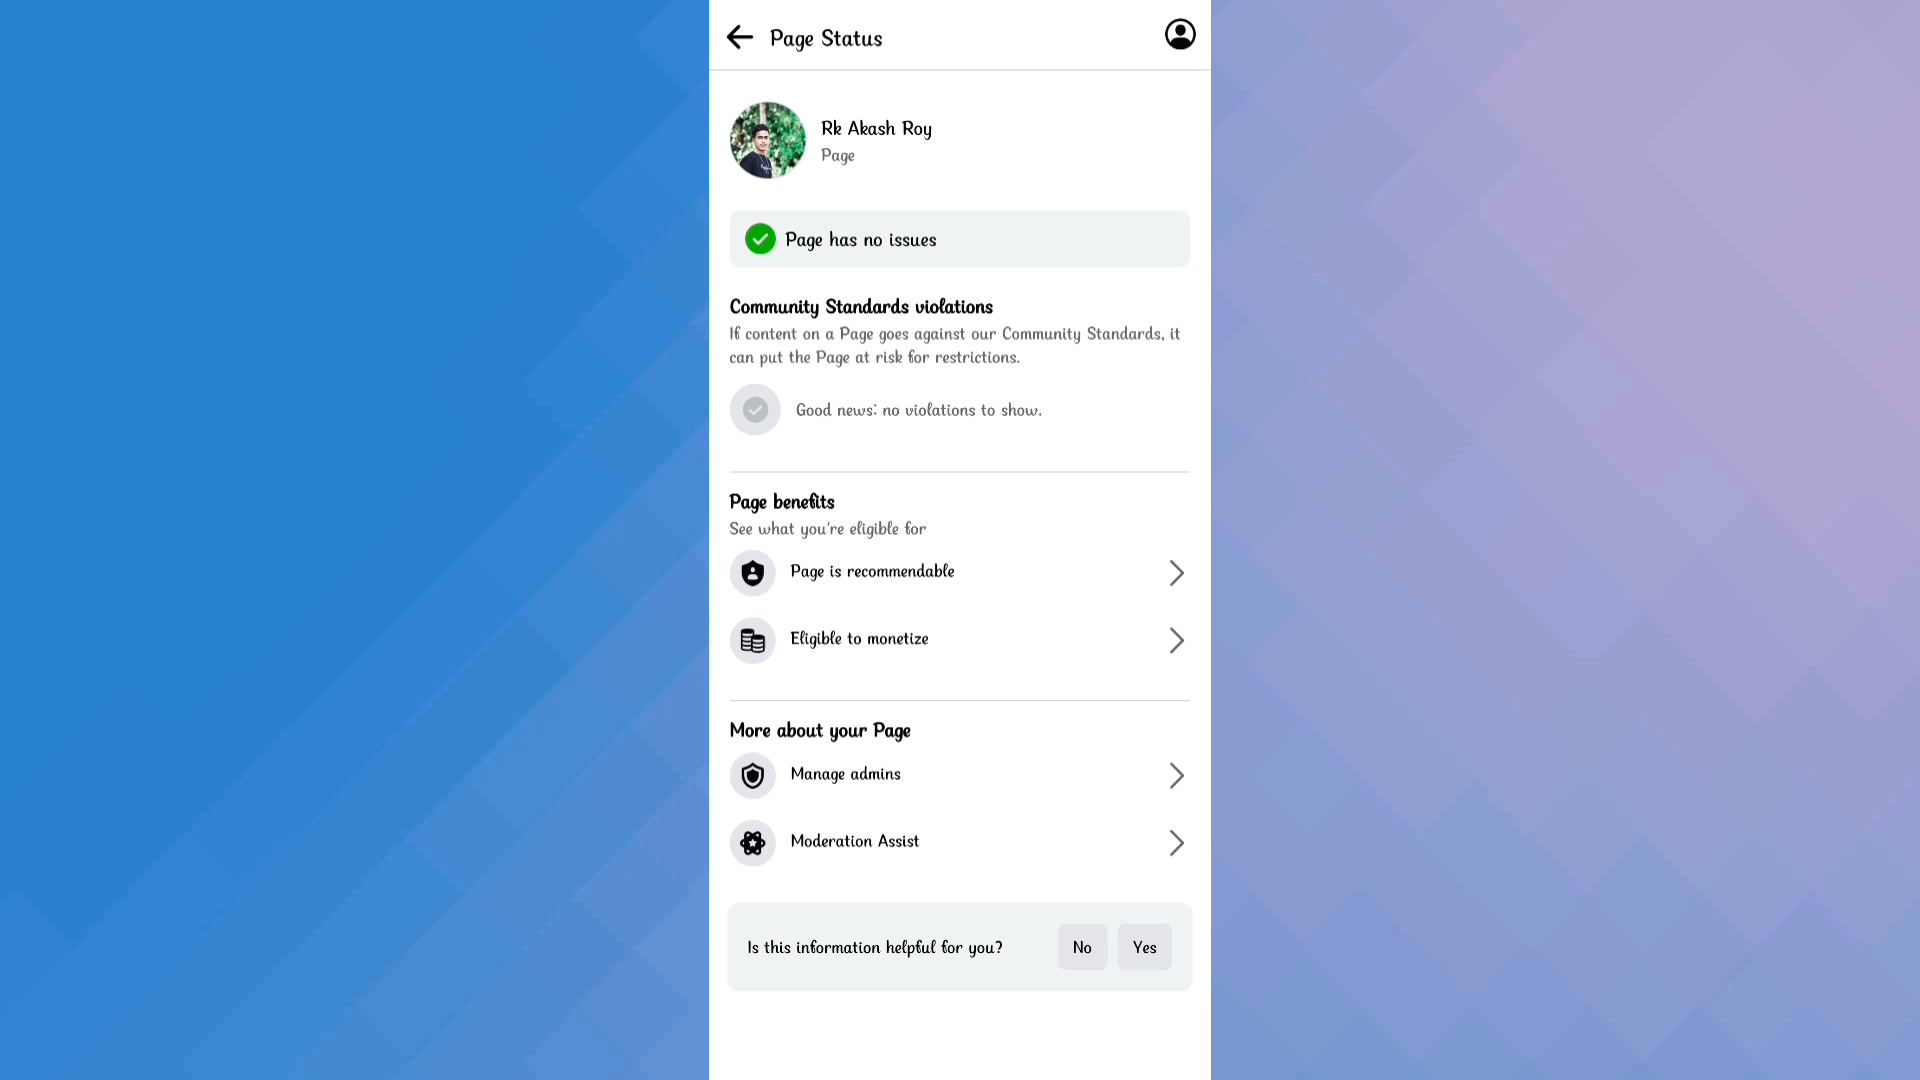 Page Status
Rk Akash Roy
Page
Page has no issues
Community Standards violations
If content on a Page goes against our Community Standards, it
can put the Page at risk for restrictions.
Good news: no violations to show.
Page benefits
See what you're eligible for
Page is recommendable
Eligible to monetize
More about your Page
Manage admins
Moderation Assist
Is this information helpful for you?
No
Yes